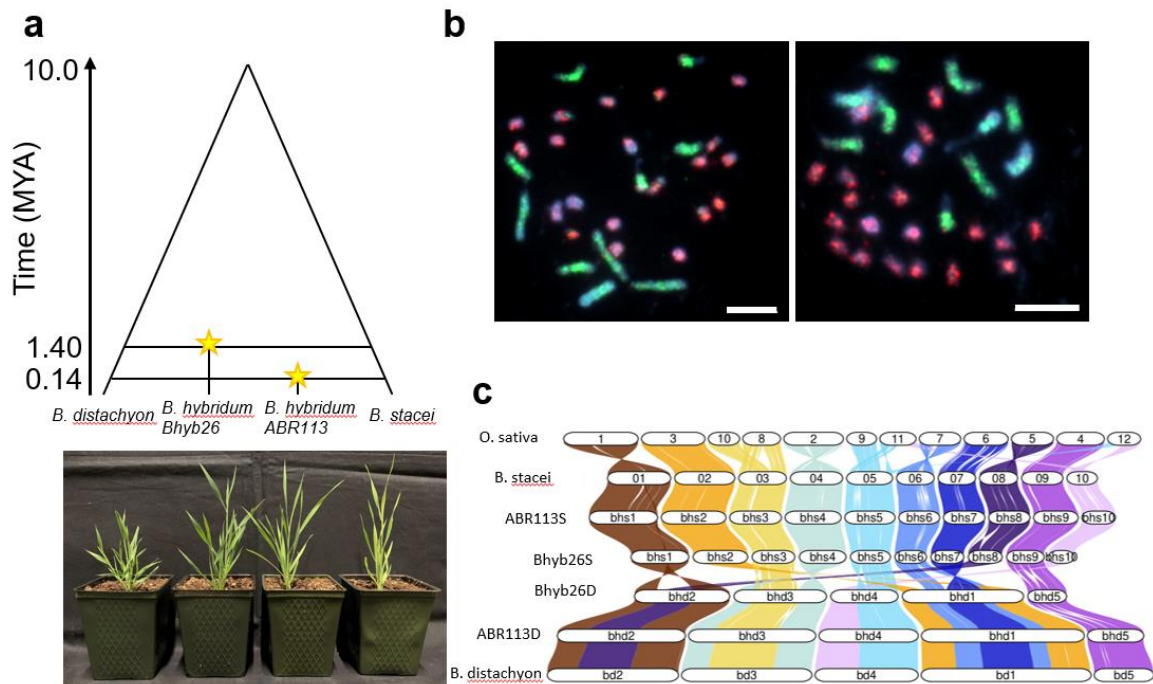 a
10.0
Time (MYA)
1.40
0.14
B. distachyon B. hybridum B. hybridum B. stacei
Bhyb26 ABR113
b
c
O. sativa 1 3 10 8 2 9 11 7 6 5 4 12
B. stacei 01 02 03 04 05 06 07 08 09 10
ABR113S bhs1 bhs2 bhs3 bhs4 bhs5 bhs6 bhs7 bhs8 bhs9 bhs10
Bhyb26S bhs1 bhs2 bhs3 bhs4 bhs5 bhs6 bhs7 bhs8 bhs9 bhs10
Bhyb26D bhd2 bhd3 bhd4 bhd1 bhd5
ABR113D bhd2 bhd3 bhd4 bhd1 bhd5
B. distachyon bd2 bd3 bd4 bd1 bd5